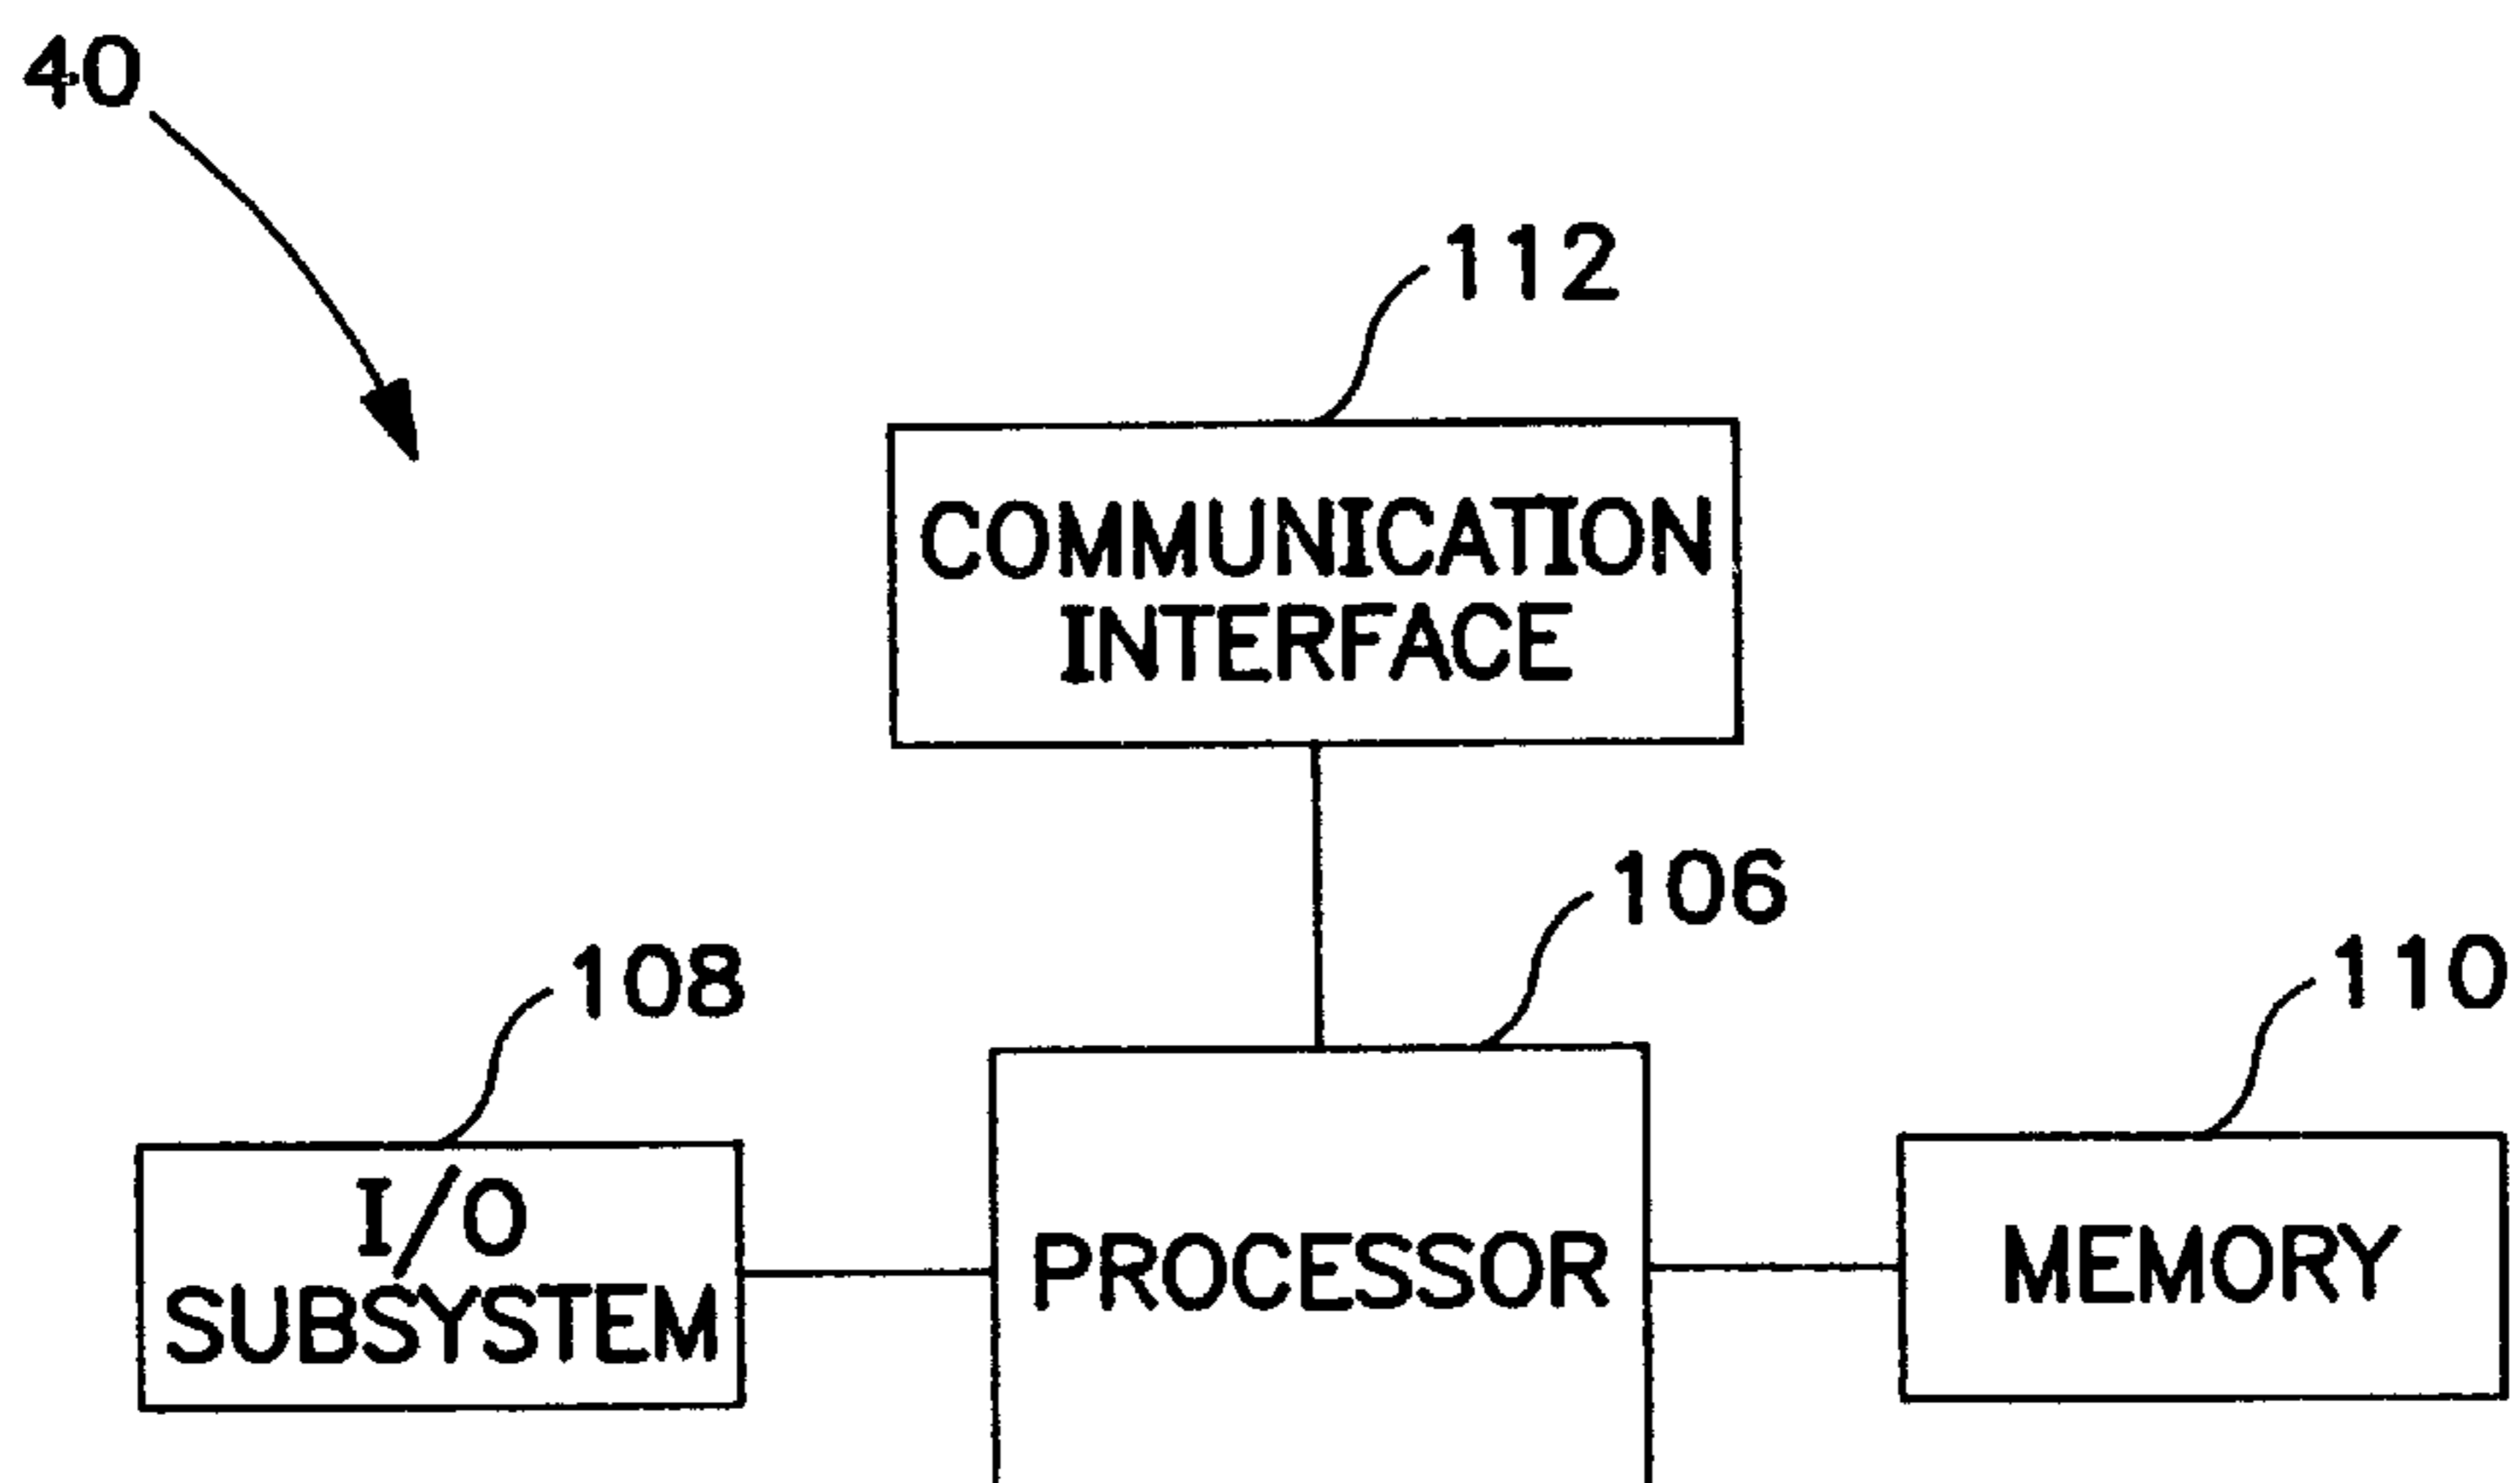 40
112
COMMUNICATION
INTERFACE
106
108
110
I/O
SUBSYSTEM
PROCESSOR
MEMORY